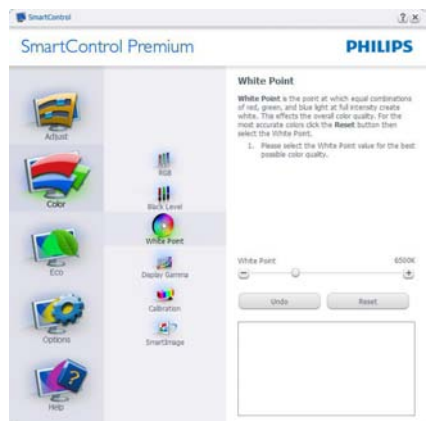 SmartControl
SmartControl Premium
PHILIPS
Adjust
Color
Eco
Options
Help
RGB
Black Level
White Point
Display Gamma
Calibration
SmartImage
White Point
White Point is the point at which equal combinations
of red, green, and blue light at full intensity create
white. This effects the overall color quality. For the
most accurate colors click the Reset button then
select the White Point.
1. Please select the White Point value for the best
possible color quality.
White Point 6500K
Undo Reset